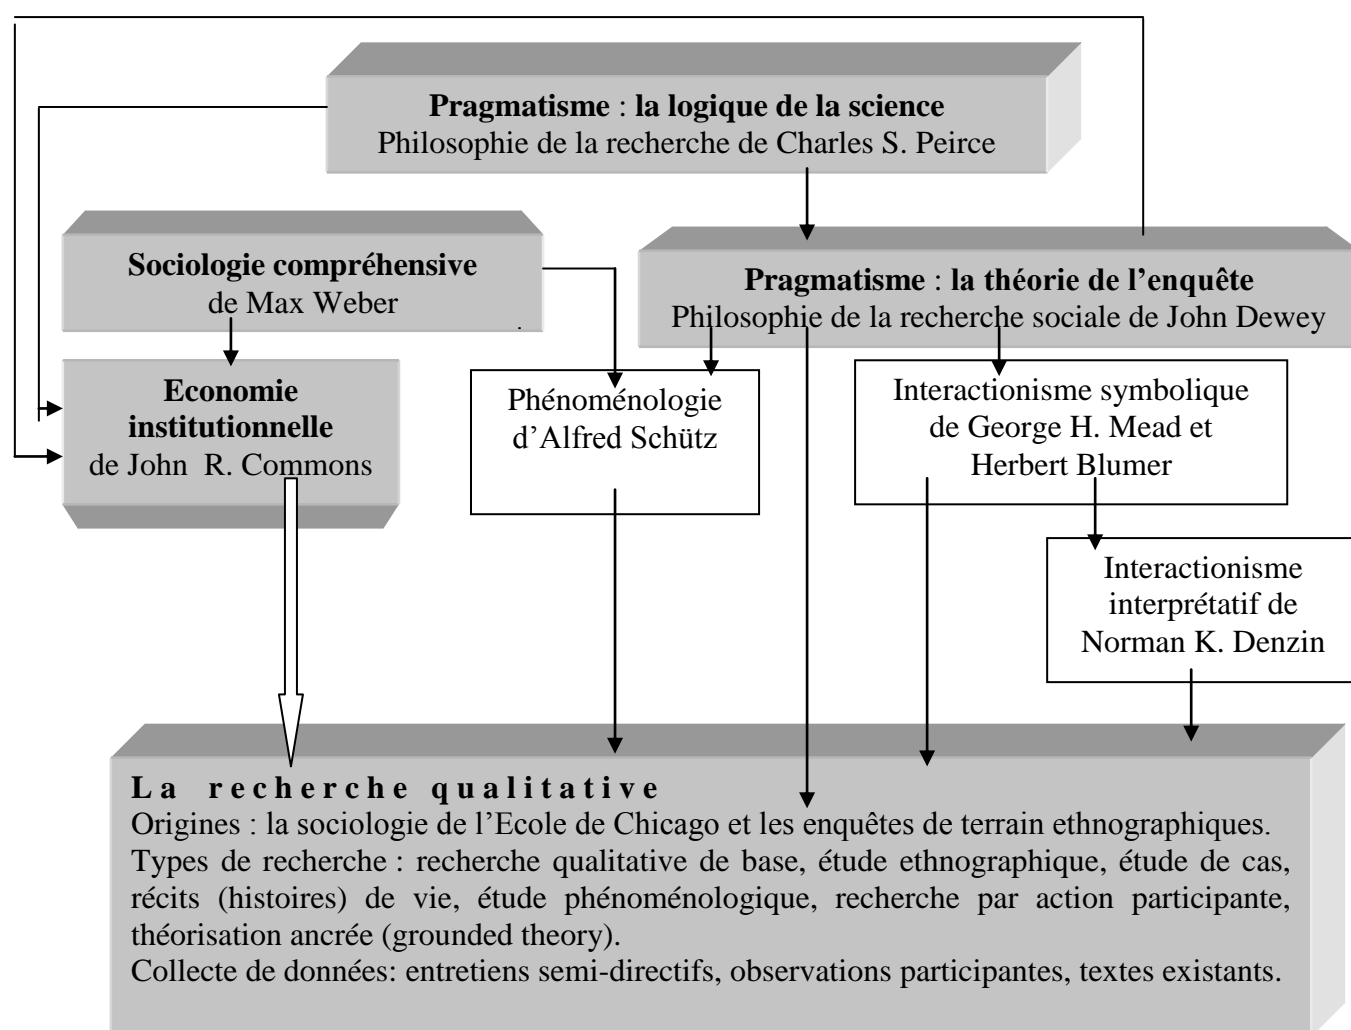 Pragmatisme : la logique de la science
Philosophie de la recherche de Charles S. Peirce
Sociologie compréhensive
de Max Weber
Pragmatisme : la théorie de l’enquête
Philosophie de la recherche sociale de John Dewey
Economie
institutionnelle
de John R. Commons
Phénoménologie
d’Alfred Schütz
Interactionisme symbolique
de George H. Mead et
Herbert Blumer
Interactionisme
interprétatif de
Norman K. Denzin
La recherche qualitative
Origines : la sociologie de l’Ecole de Chicago et les enquêtes de terrain ethnographiques.
Types de recherche : recherche qualitative de base, étude ethnographique, étude de cas,
récits (histoires) de vie, étude phénoménologique, recherche par action participante,
théorisation ancrée (grounded theory).
Collecte de données: entretiens semi-directifs, observations participantes, textes existants.